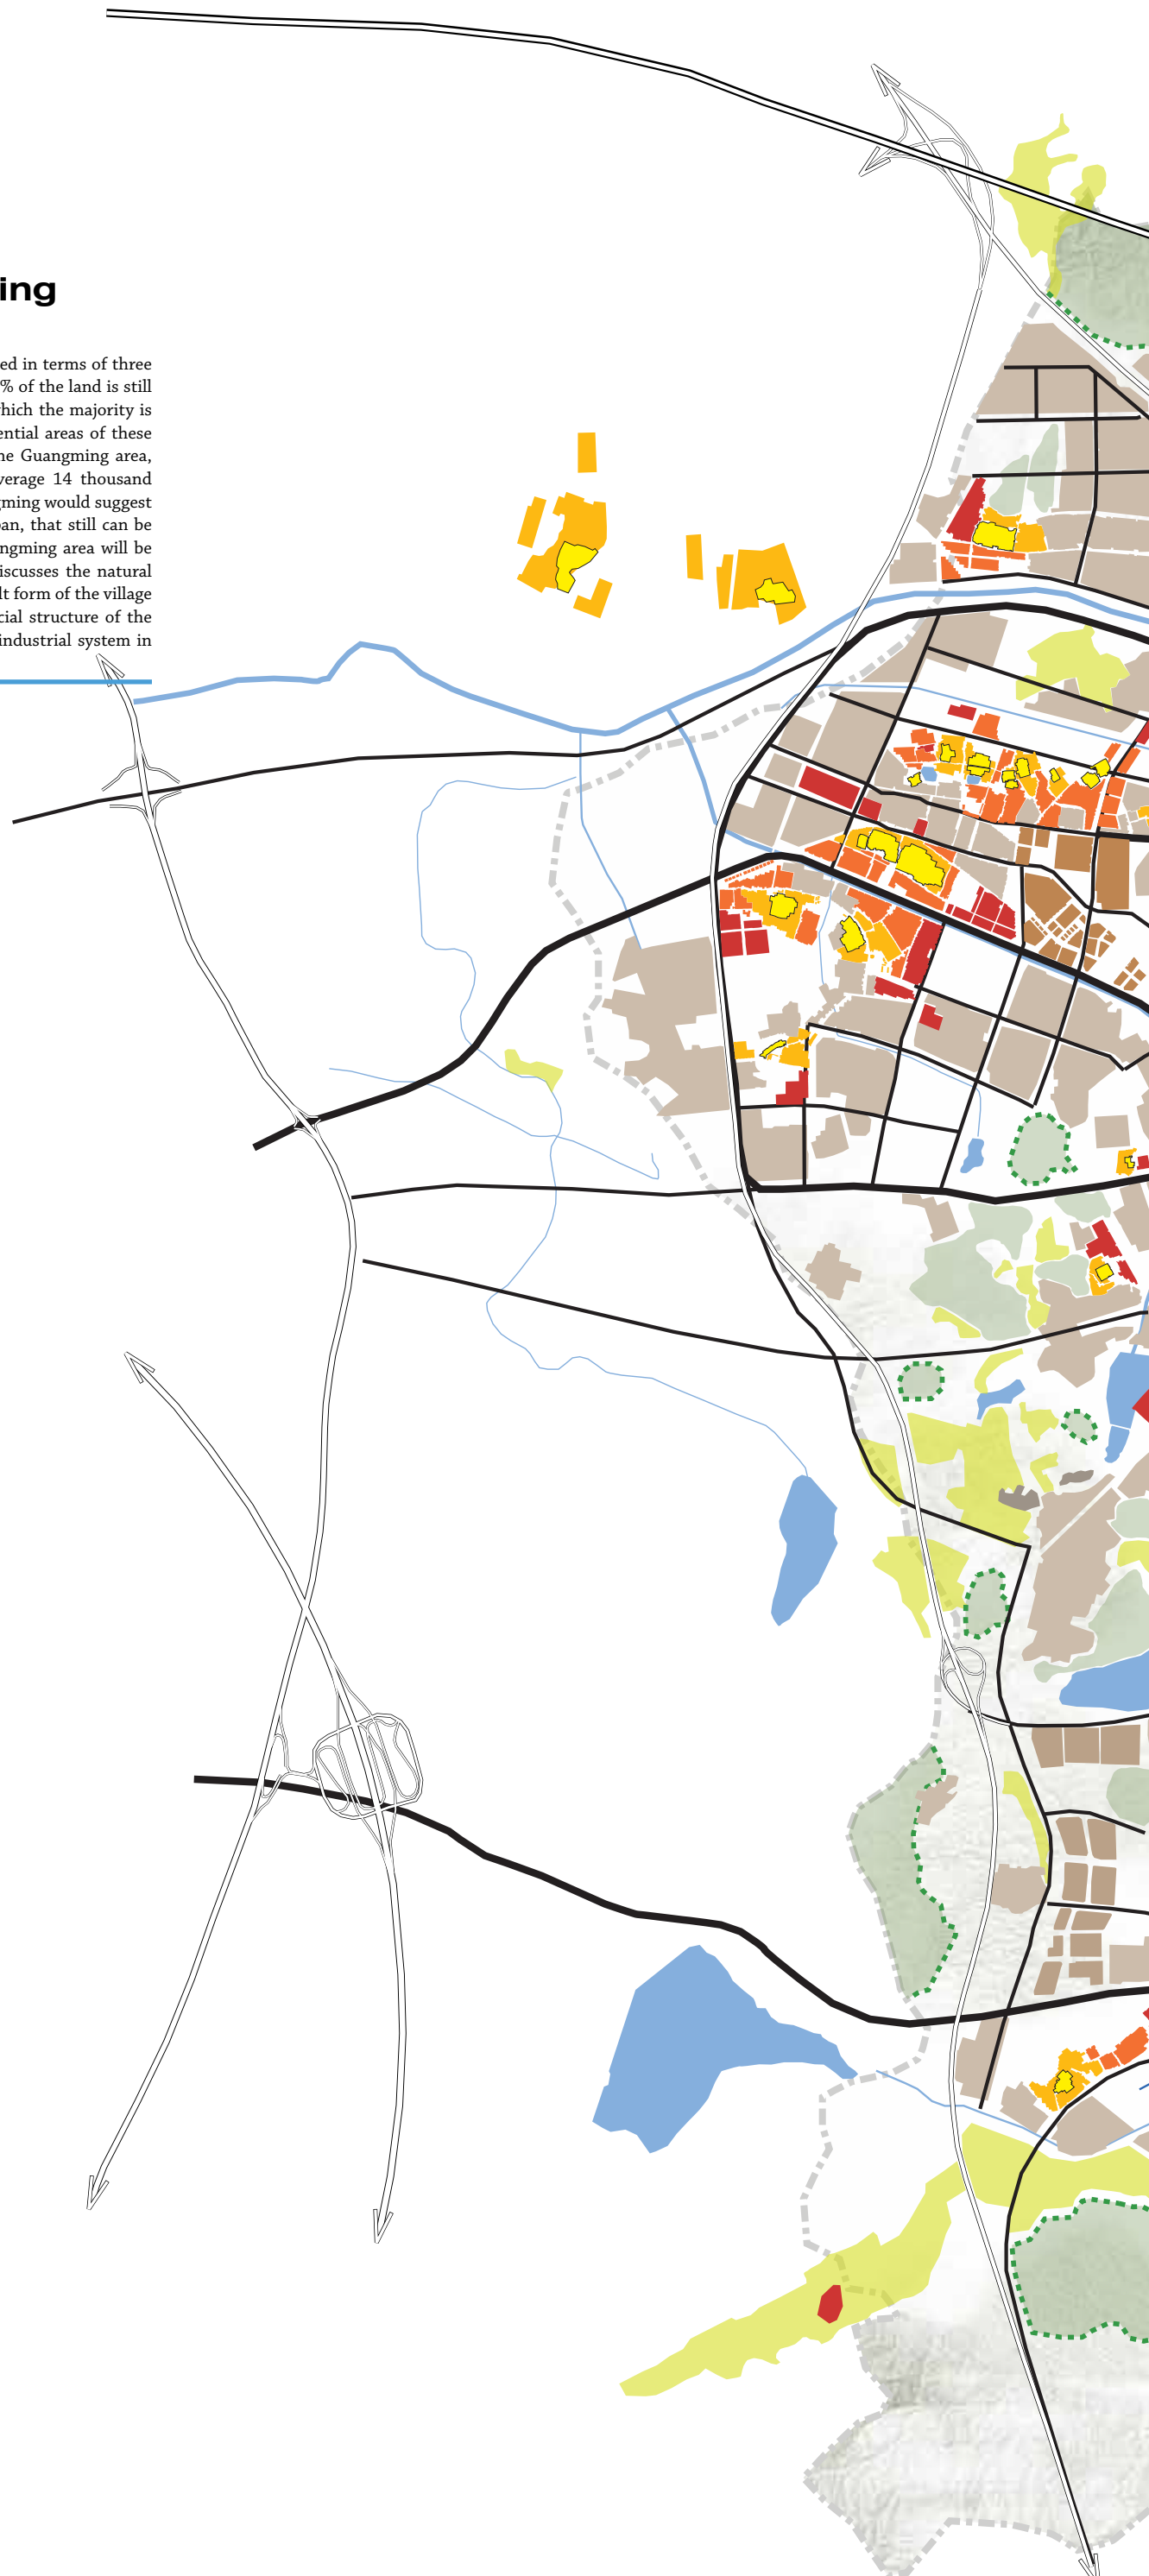 ing
ed in terms of three
% of the land is still
hich the majority is
ential areas of these
ne Guangming area,
verage 14 thousand
gming would suggest
ban, that still can be
ngming area will be
iscusses the natural
lt form of the village
cial structure of the
industrial system in